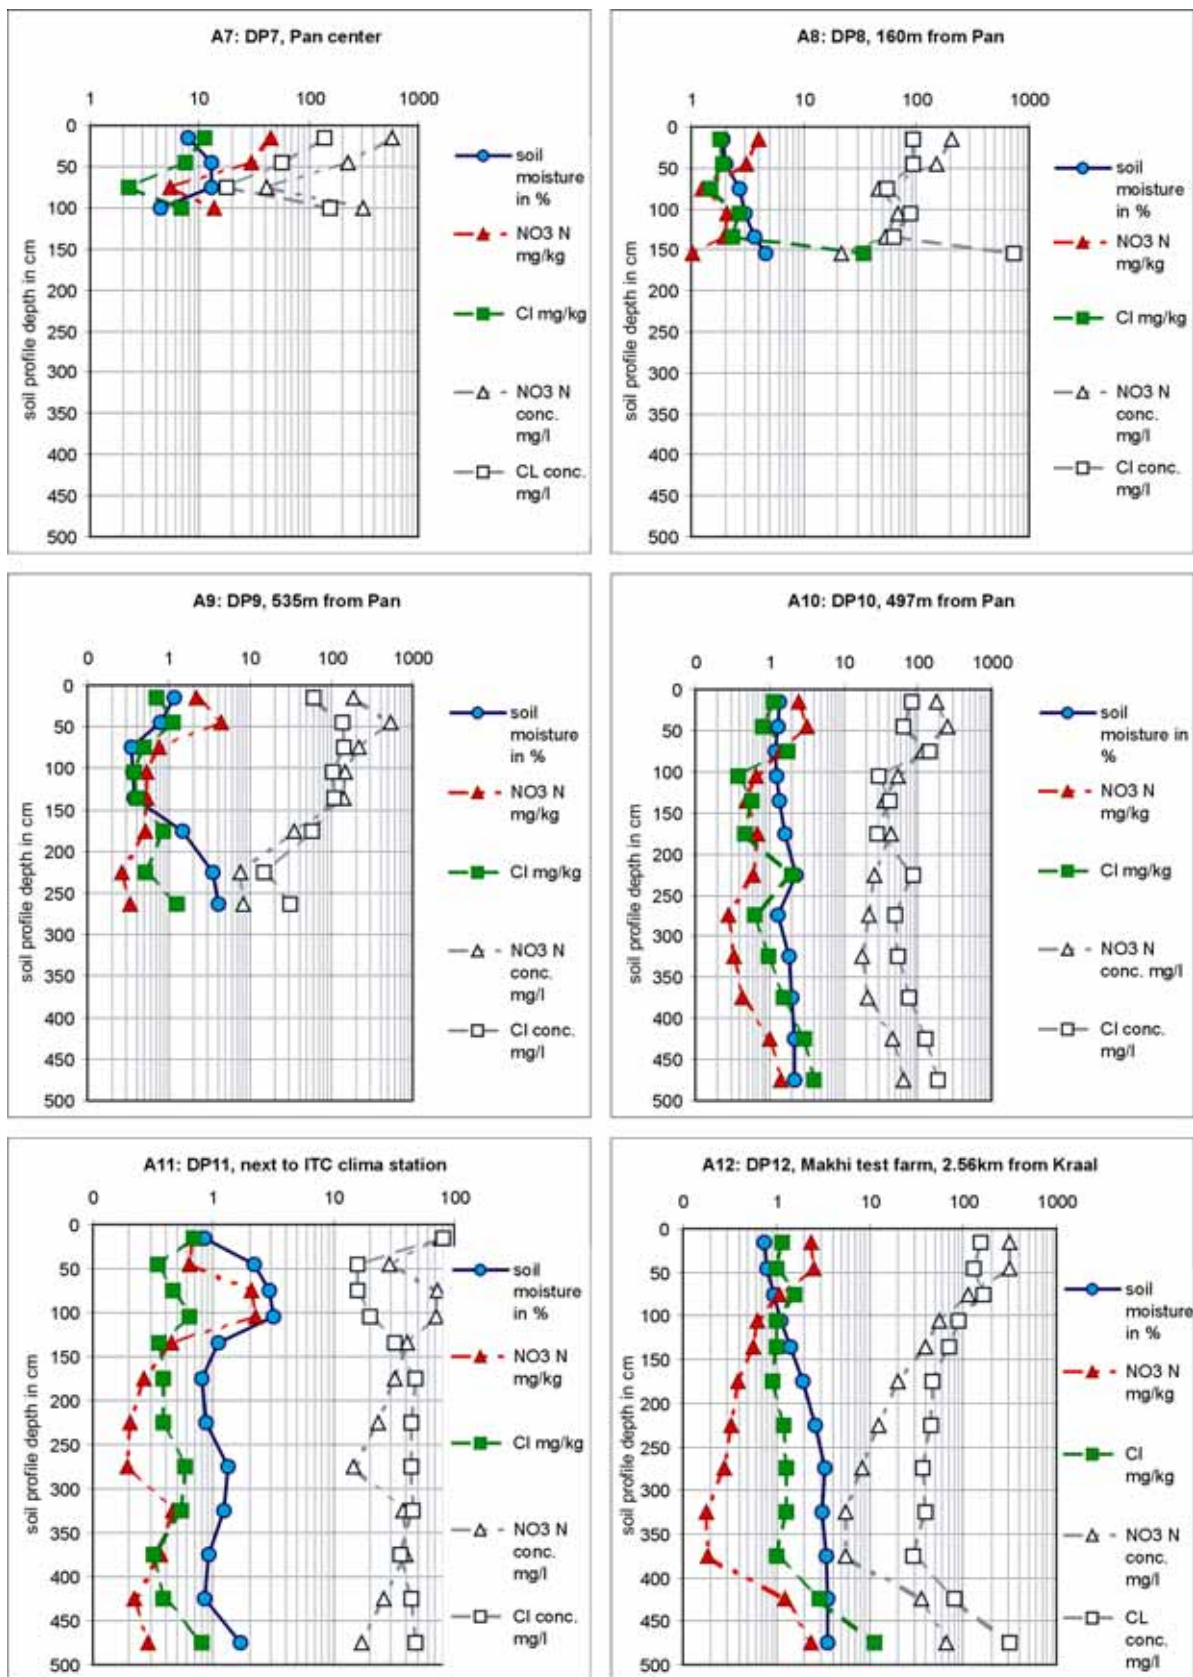 A7: DP7, Pan center
1 10 100 1000
0
50
100
150
200
250
300
350
400
450
500
soil profile depth in cm
soil
moisture
in %
NO3 N
mg/kg
Cl mg/kg
NO3 N
conc.
mg/l
CL conc.
mg/l
A8: DP8, 160m from Pan
1 10 100 1000
0
50
100
150
200
250
300
350
400
450
500
soil profile depth in cm
soil
moisture
in %
NO3 N
mg/kg
Cl mg/kg
NO3 N
conc.
mg/l
Cl conc.
mg/l
A9: DP9, 535m from Pan
0 1 10 100 1000
0
50
100
150
200
250
300
350
400
450
500
soil profile depth in cm
soil
moisture
in %
NO3 N
mg/kg
Cl mg/kg
NO3 N
conc.
mg/l
Cl conc.
mg/l
A10: DP10, 497m from Pan
0 1 10 100 1000
0
50
100
150
200
250
300
350
400
450
500
soil profile depth in cm
soil
moisture in
%
NO3 N
mg/kg
Cl mg/kg
NO3 N
conc. mg/l
Cl conc.
mg/l
A11: DP11, next to ITC clima station
0 1 10 100
0
50
100
150
200
250
300
350
400
450
500
soil profile depth in cm
soil
moisture
in %
NO3 N
mg/kg
Cl mg/kg
NO3 N
conc.
mg/l
Cl conc.
mg/l
A12: DP12, Makhi test farm, 2.56km from Kraal
0 1 10 100 1000
0
50
100
150
200
250
300
350
400
450
500
soil profile depth in cm
soil
moisture
in %
NO3 N
mg/kg
Cl
mg/kg
NO3 N
conc.
mg/l
CL
conc.
mg/l